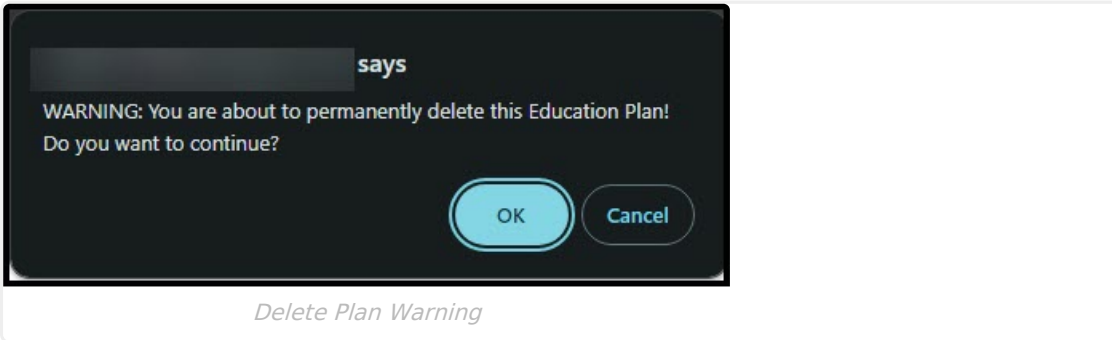 says
WARNING: You are about to permanently delete this Education Plan!
Do you want to continue?
OK Cancel
Delete Plan Warning